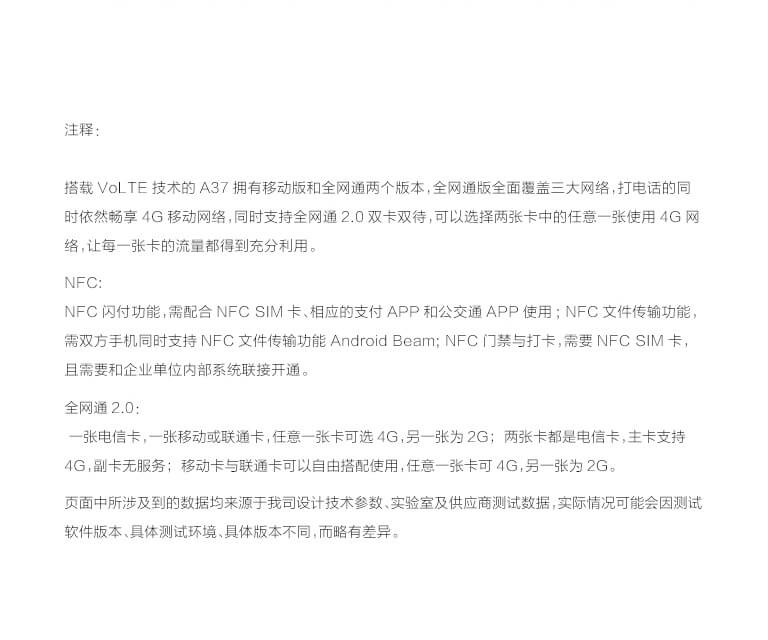 注释:
搭载 VoLTE 技术的 A37 拥有移动版和全网通两个版本,全网通版全面覆盖三大网络,打电话的同
时依然畅享 4G 移动网络,同时支持全网通 2.0 双卡双待,可以选择两张卡中的任意一张使用 4G 网
络,让每一张卡的流量都得到充分利用。
NFC:
NFC 闪付功能,需配合 NFC SIM 卡、相应的支付 APP 和公交通 APP 使用; NFC 文件传输功能,
需双方手机同时支持 NFC 文件传输功能 Android Beam; NFC 门禁与打卡,需要 NFC SIM 卡,
且需要和企业单位内部系统联接开通。
全网通 2.0:
一张电信卡,一张移动或联通卡,任意一张卡可选 4G,另一张为 2G; 两张卡都是电信卡,主卡支持
4G,副卡无服务; 移动卡与联通卡可以自由搭配使用,任意一张卡可 4G,另一张为 2G。
页面中所涉及到的数据均来源于我司设计技术参数、实验室及供应商测试数据,实际情况可能会因测试
软件版本、具体测试环境、具体版本不同,而略有差异。